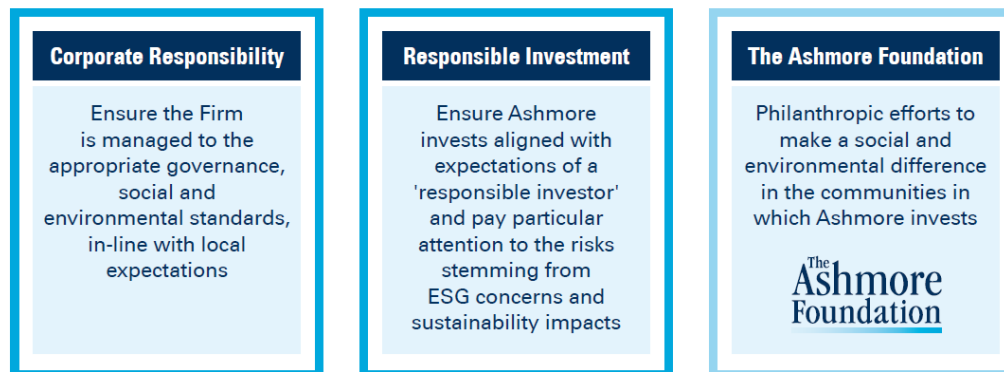 Corporate Responsibility
Ensure the Firm
is managed to the
appropriate governance,
social and
environmental standards,
in-line with local
expectations
Responsible Investment
Ensure Ashmore
invests aligned with
expectations of a
'responsible investor'
and pay particular
attention to the risks
stemming from
ESG concerns and
sustainability impacts
The Ashmore Foundation
Philanthropic efforts to
make a social and
environmental difference
in the communities in
which Ashmore invests
The
Ashmore
Foundation